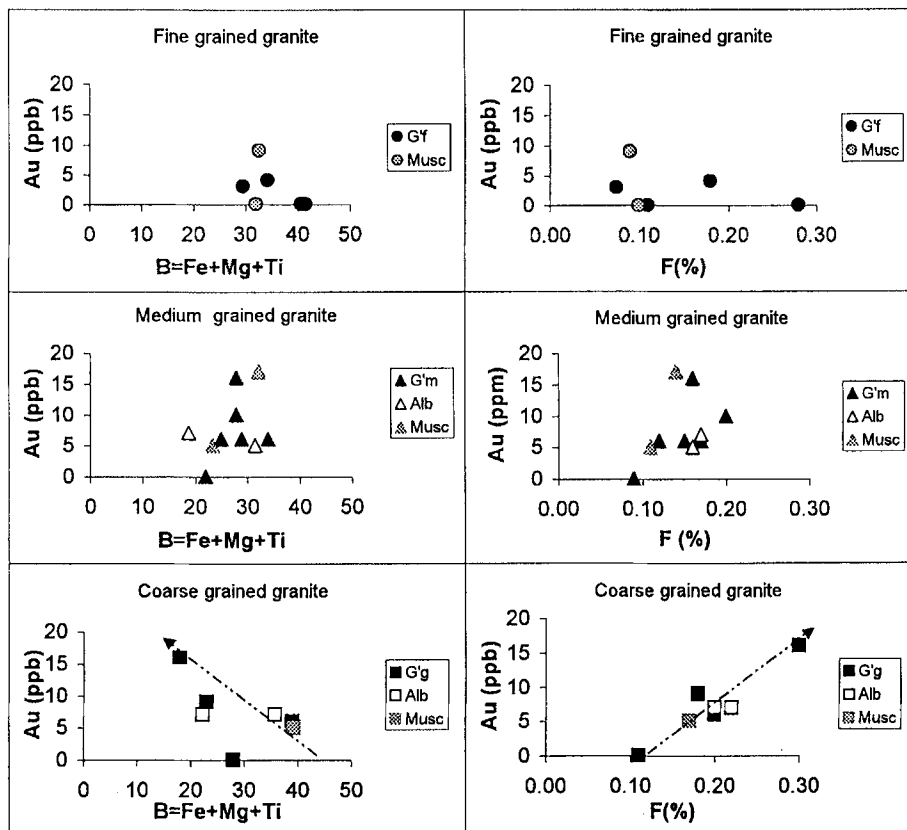 Fine grained granite
Au (ppb)
20
15
10
5
0
0 10 20 30 40 50
B=Fe+Mg+Ti
G'f
Musc
Fine grained granite
Au (ppb)
20
15
10
5
0
0.00 0.10 0.20 0.30
F(%)
G'f
Musc
Medium grained granite
Au (ppb)
20
15
10
5
0
0 10 20 30 40 50
B=Fe+Mg+Ti
G'm
Alb
Musc
Medium grained granite
Au (ppm)
20
15
10
5
0
0.00 0.10 0.20 0.30
F (%)
G'm
Alb
Musc
Coarse grained granite
Au (ppb)
20
15
10
5
0
0 10 20 30 40 50
B=Fe+Mg+Ti
G'g
Alb
Musc
Coarse grained granite
Au (ppb)
20
15
10
5
0
0.00 0.10 0.20 0.30
F(%)
G'g
Alb
Musc